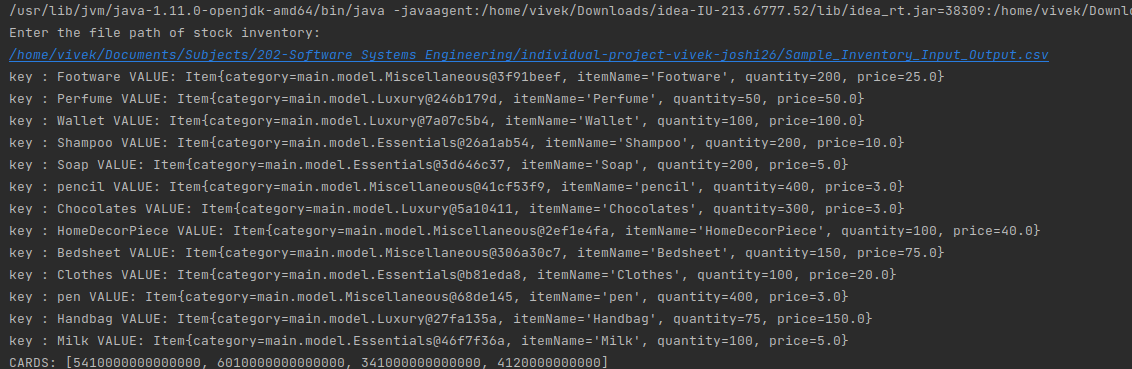 /usr/lib/jvm/java-1.11.0-openjdk-amd64/bin/java -javaagent:/home/vivek/Downloads/idea-IU-213.6777.52/lib/idea_rt.jar=38309:/home/vivek/Downlo
Enter the file path of stock inventory:
/home/vivek/Documents/Subjects/202-Software Systems Engineering/individual-project-vivek-joshi26/Sample_Inventory_Input_Output.csv
key : Footware VALUE: Item{category=main.model.Miscellaneous@3f91beef, itemName='Footware', quantity=200, price=25.0}
key : Perfume VALUE: Item{category=main.model.Luxury@246b179d, itemName='Perfume', quantity=50, price=50.0}
key : Wallet VALUE: Item{category=main.model.Luxury@7a07c5b4, itemName='Wallet', quantity=100, price=100.0}
key : Shampoo VALUE: Item{category=main.model.Essentials@26a1ab54, itemName='Shampoo', quantity=200, price=10.0}
key : Soap VALUE: Item{category=main.model.Essentials@3d646c37, itemName='Soap', quantity=200, price=5.0}
key : pencil VALUE: Item{category=main.model.Miscellaneous@41cf53f9, itemName='pencil', quantity=400, price=3.0}
key : Chocolates VALUE: Item{category=main.model.Luxury@5a10411, itemName='Chocolates', quantity=300, price=3.0}
key : HomeDecorPiece VALUE: Item{category=main.model.Miscellaneous@2ef1e4fa, itemName='HomeDecorPiece', quantity=100, price=40.0}
key : Bedsheet VALUE: Item{category=main.model.Miscellaneous@306a30c7, itemName='Bedsheet', quantity=150, price=75.0}
key : Clothes VALUE: Item{category=main.model.Essentials@b81eda8, itemName='Clothes', quantity=100, price=20.0}
key : pen VALUE: Item{category=main.model.Miscellaneous@68de145, itemName='pen', quantity=400, price=3.0}
key : Handbag VALUE: Item{category=main.model.Luxury@27fa135a, itemName='Handbag', quantity=75, price=150.0}
key : Milk VALUE: Item{category=main.model.Essentials@46f7f36a, itemName='Milk', quantity=100, price=5.0}
CARDS: [5410000000000000, 6010000000000000, 341000000000000, 4120000000000]